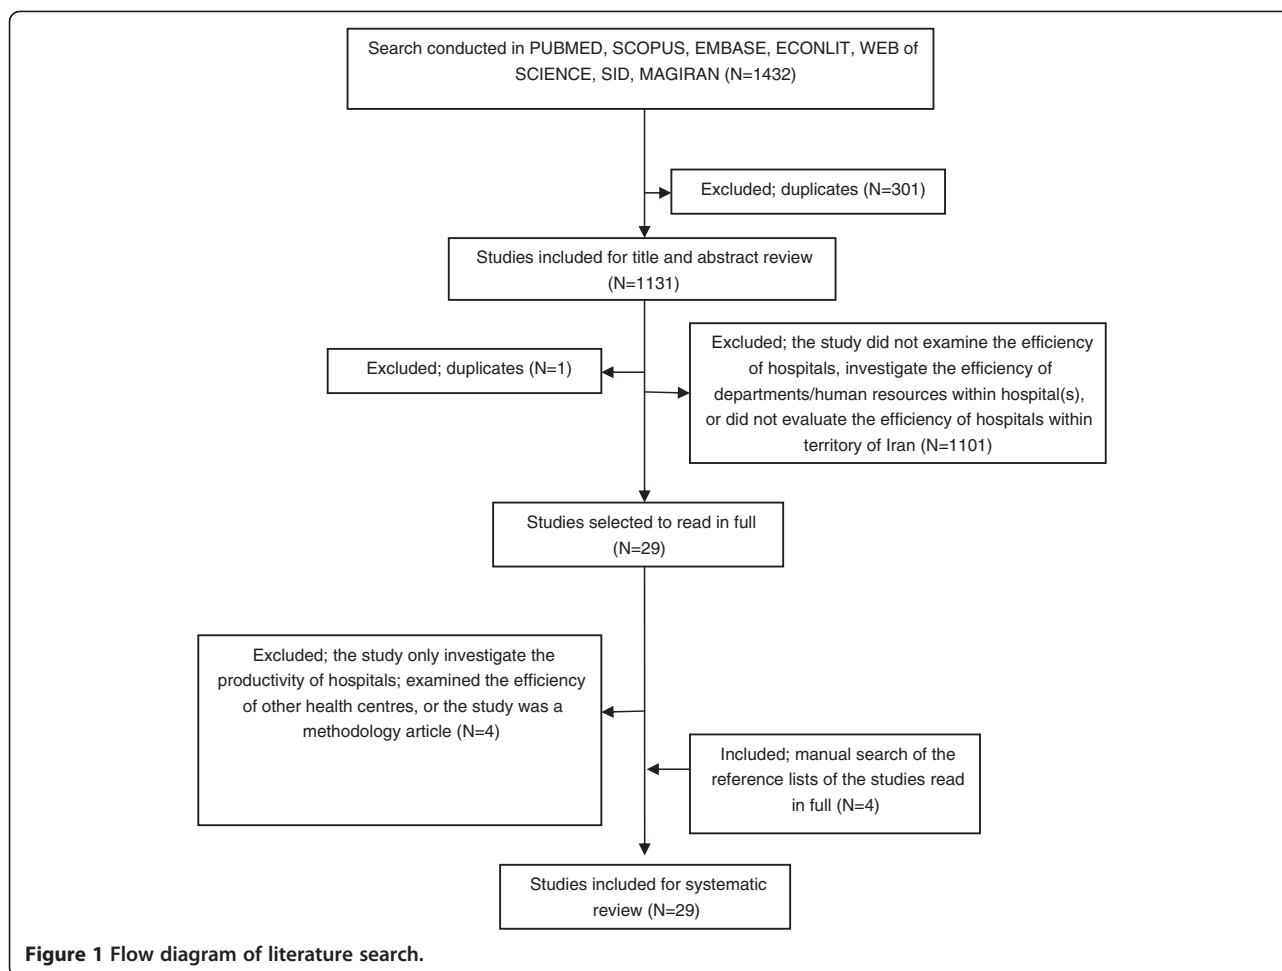 Search conducted in PUBMED, SCOPUS, EMBASE, ECONLIT, WEB of
SCIENCE, SID, MAGIRAN (N=1432)
Excluded; duplicates (N=301)
Studies included for title and abstract review
(N=1131)
Excluded; duplicates (N=1)
Excluded; the study did not examine the efficiency
of hospitals, investigate the efficiency of
departments/human resources within hospital(s),
or did not evaluate the efficiency of hospitals within
territory of Iran (N=1101)
Studies selected to read in full
(N=29)
Excluded; the study only investigate the
productivity of hospitals; examined the efficiency
of other health centres, or the study was a
methodology article (N=4)
Included; manual search of the
reference lists of the studies read
in full (N=4)
Studies included for systematic
review (N=29)
Figure 1 Flow diagram of literature search.